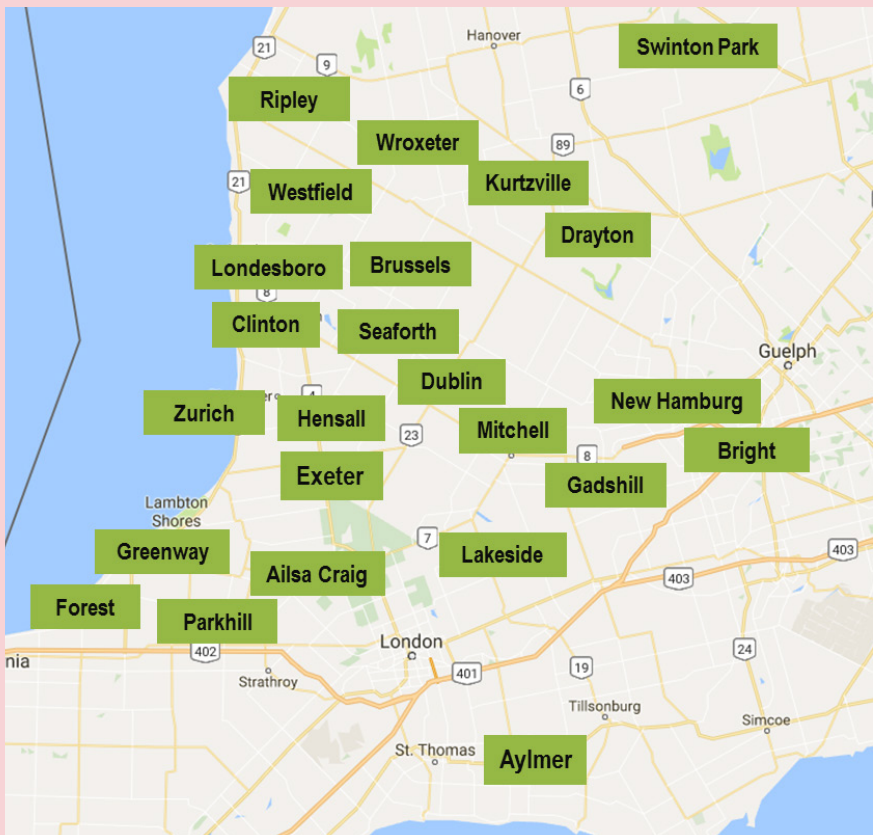 Hanover
Swinton Park
21
9
6
Ripley
Wroxeter
89
Kurtzville
21
Westfield
Drayton
Londesboro
Brussels
8
Clinton
Seaforth
Guelph
Dublin
New Hamburg
Zurich
4
Hensall
23
Mitchell
Bright
8
Exeter
Gadshill
Lambton
Shores
7
Greenway
Lakeside
403
Ailsa Craig
403
Forest
Parkhill
London
nia
402
24
Strathroy
401
19
Tillsonburg
Simcoe
St. Thomas
Aylmer